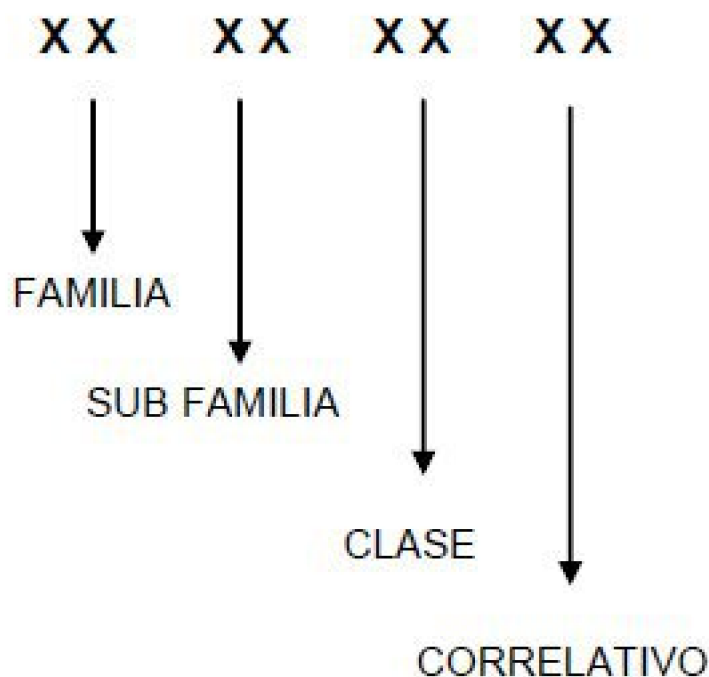 XX XX XX XX
FAMILIA
SUB FAMILIA
CLASE
CORRELATIVO